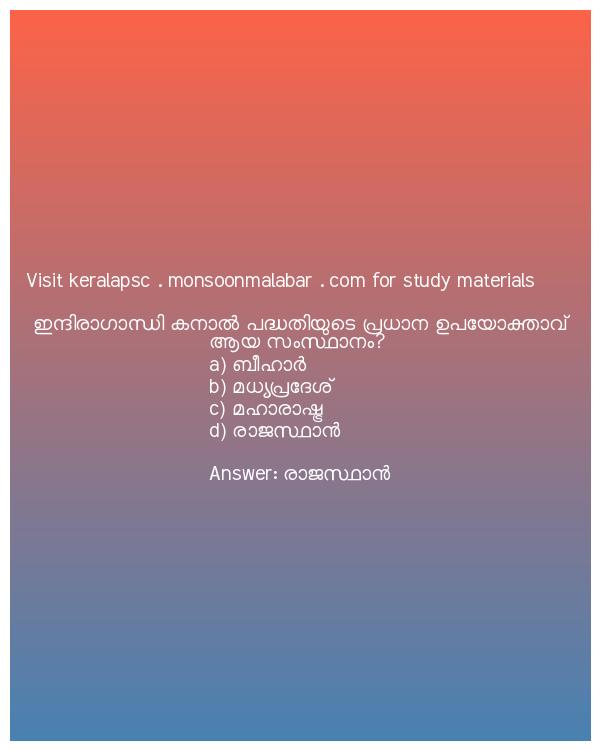 Visit keralapsc . monsoonmalabar . com for study materials
ഇന്ദിരാഗാന്ധി കനാൽ പദ്ധതിയുടെ പ്രധാന ഉപയോക്താവ്
ആയ സംസ്ഥാനം?
a) ബീഹാർ
b) മധ്യപ്രദേശ്
c) മഹാരാഷ്ട്ര
d) രാജസ്ഥാൻ
Answer: രാജസ്ഥാൻ